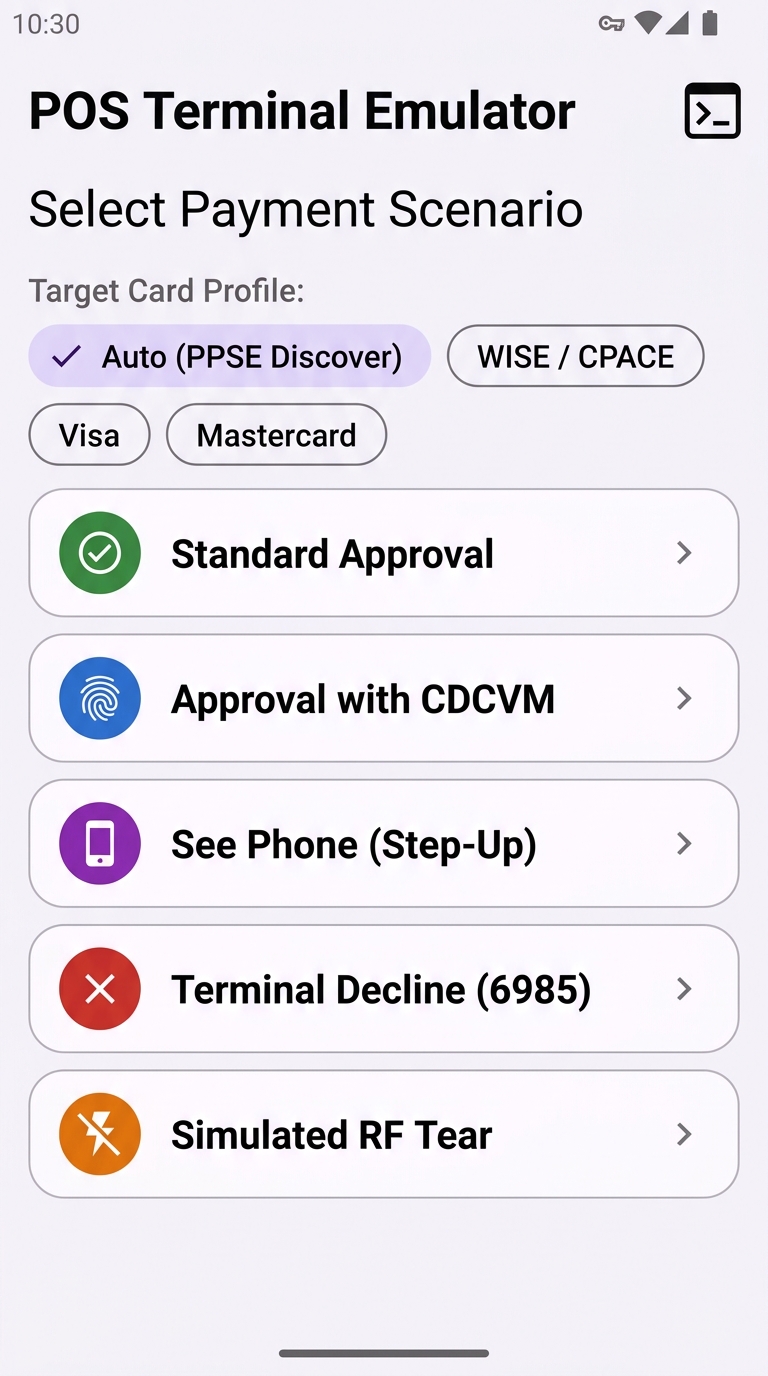 10:30
POS Terminal Emulator
Select Payment Scenario
Target Card Profile:
Auto (PPSE Discover)
WISE / CPACE
Visa
Mastercard
Standard Approval
Approval with CDCVM
See Phone (Step-Up)
Terminal Decline (6985)
Simulated RF Tear